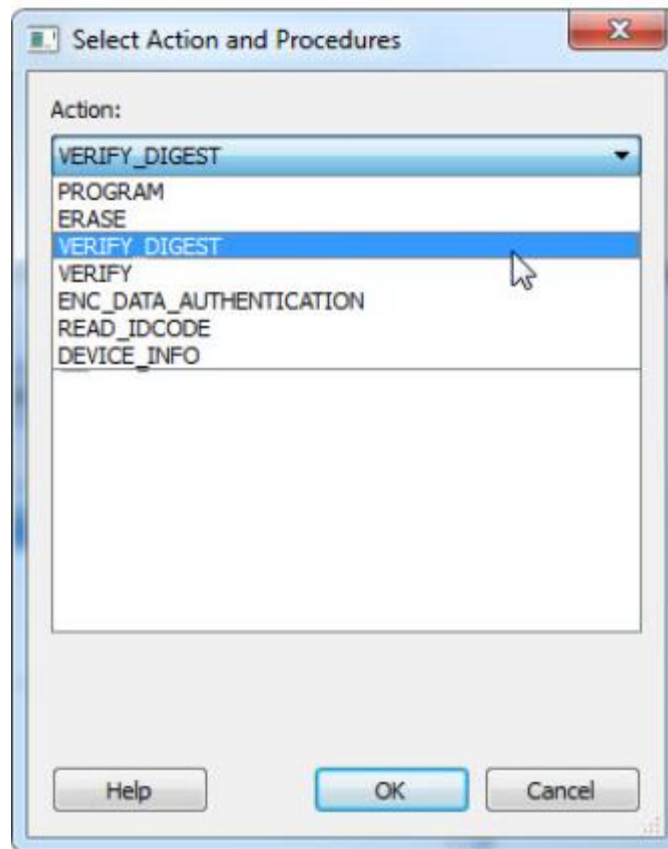 Select Action and Procedures
Action:
VERIFY_DIGEST
PROGRAM
ERASE
VERIFY_DIGEST
VERIFY
ENC_DATA_AUTHENTICATION
READ_IDCODE
DEVICE_INFO
Help OK Cancel